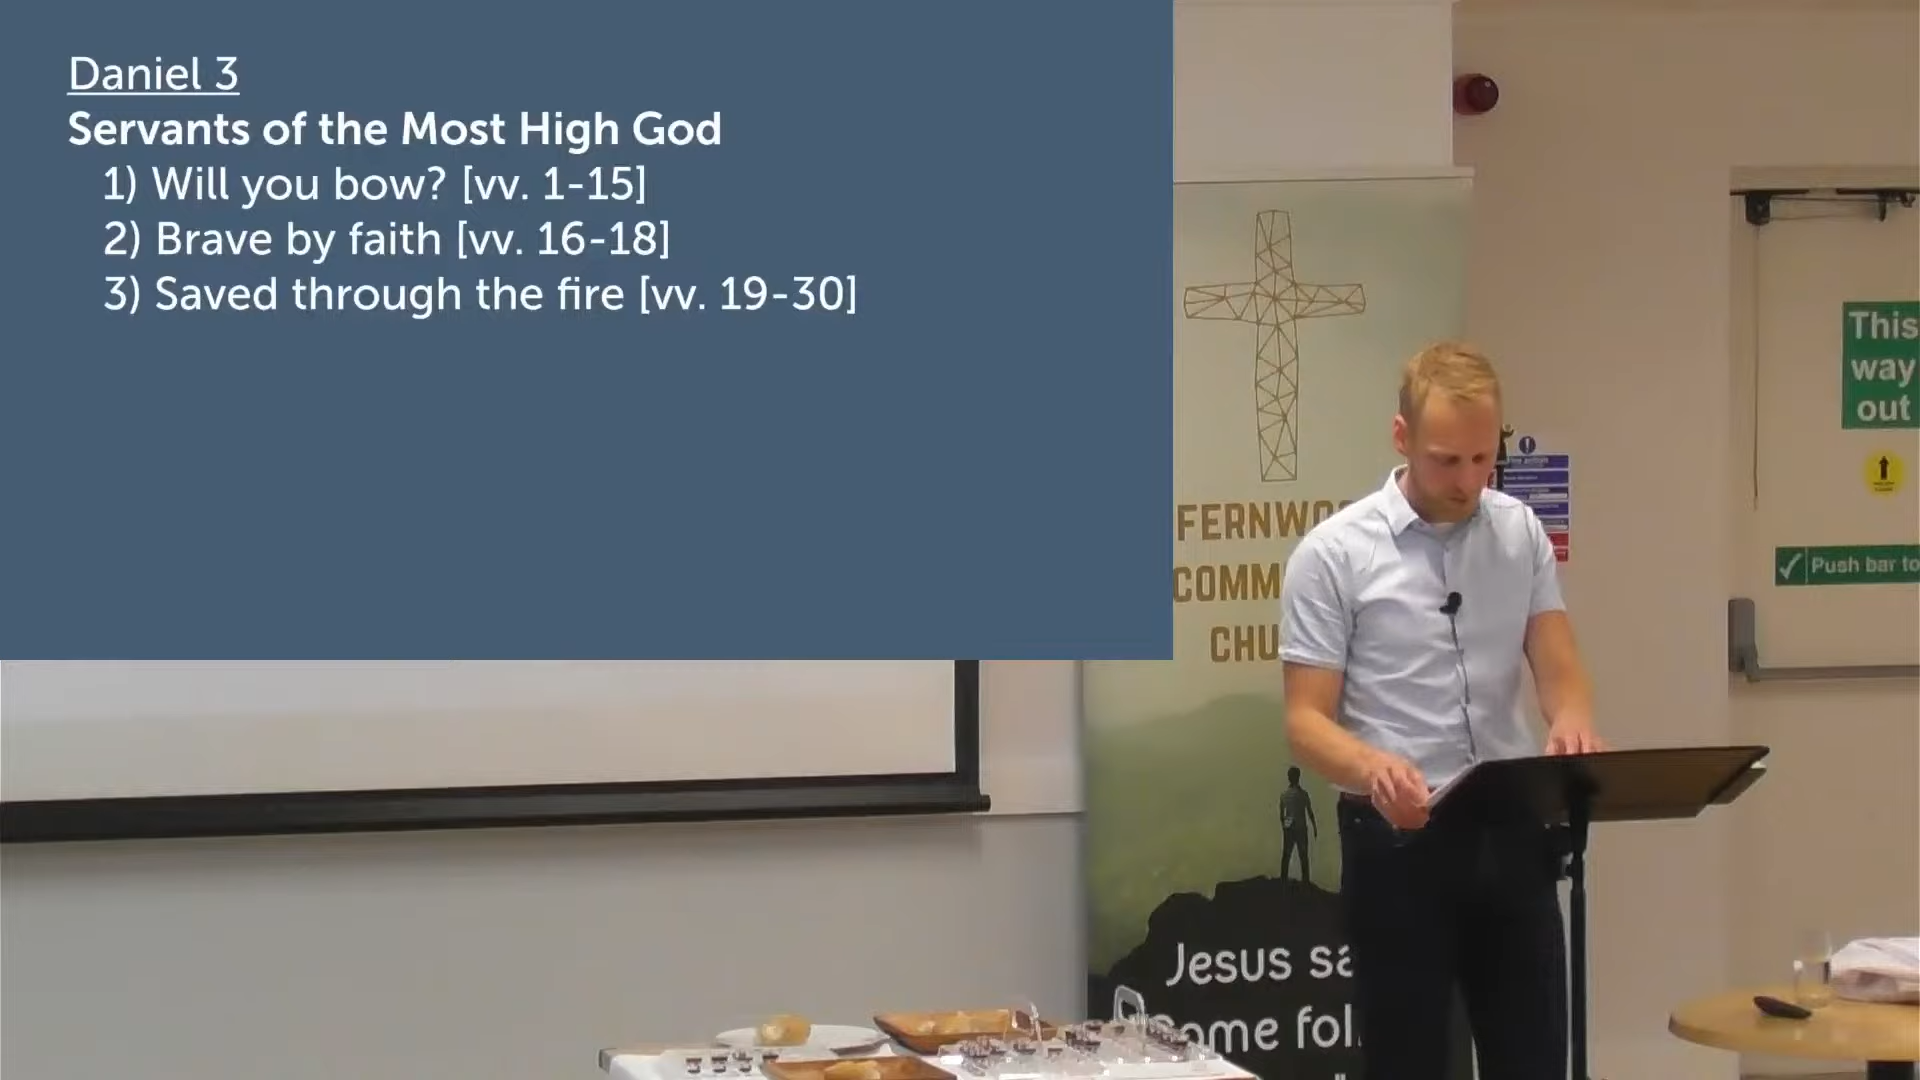 Daniel 3
Servants of the Most High God
1) Will you bow? [vv. 1-15]
2) Brave by faith [vv. 16-18]
3) Saved through the fire [vv. 19-30]
This
way
out
Push bar to
FERNWO
COMM
CHU
Jesus sa
ome fol